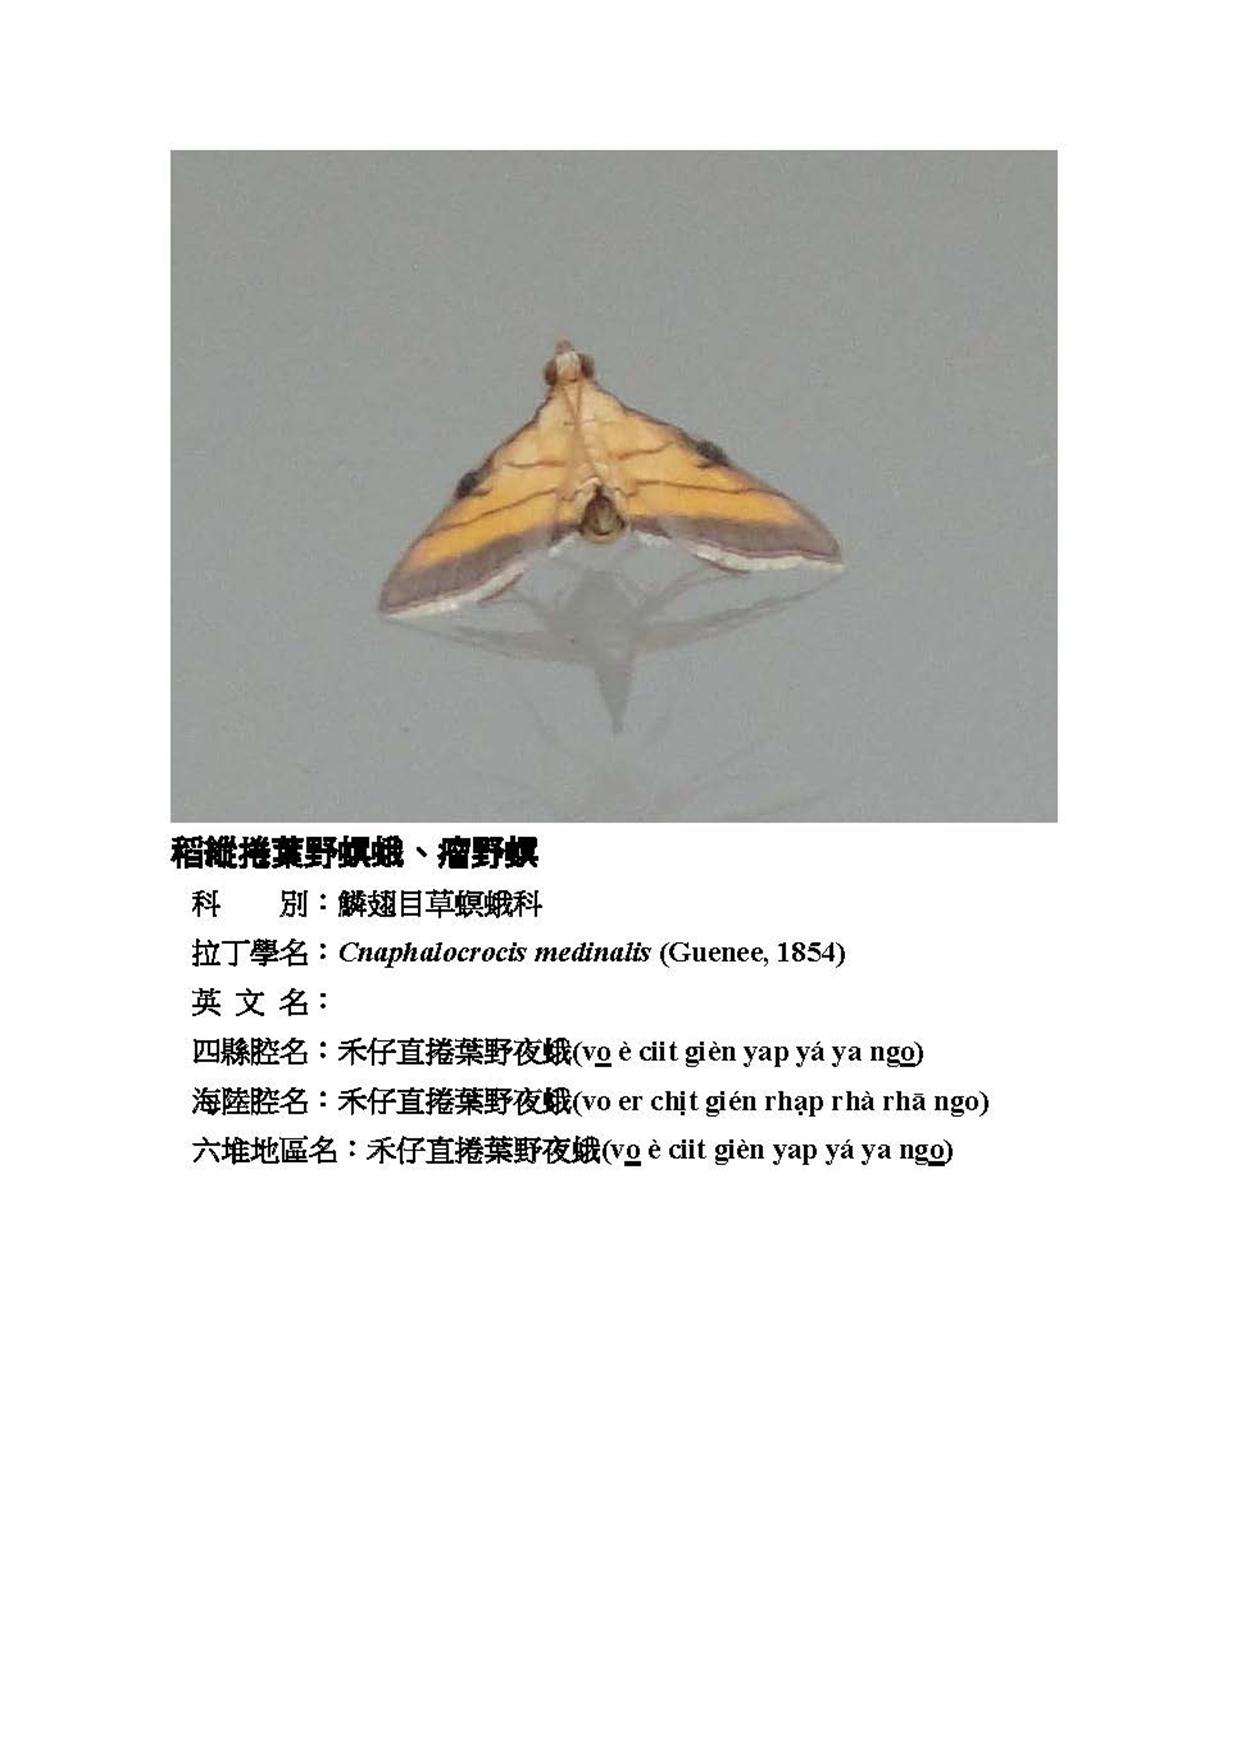 稻縱捲葉野螟蛾、瘤野螟
科　　別：鱗翅目草螟蛾科
拉丁學名：Cnaphalocrocis medinalis (Guenee, 1854)
英 文 名：
四縣腔名：禾仔直捲葉野夜蛾(vo è ciit gièn yap yá ya ngo)
海陸腔名：禾仔直捲葉野夜蛾(vo er chịt gién rhạp rhà rhā ngo)
六堆地區名：禾仔直捲葉野夜蛾(vo è ciit gièn yap yá ya ngo)